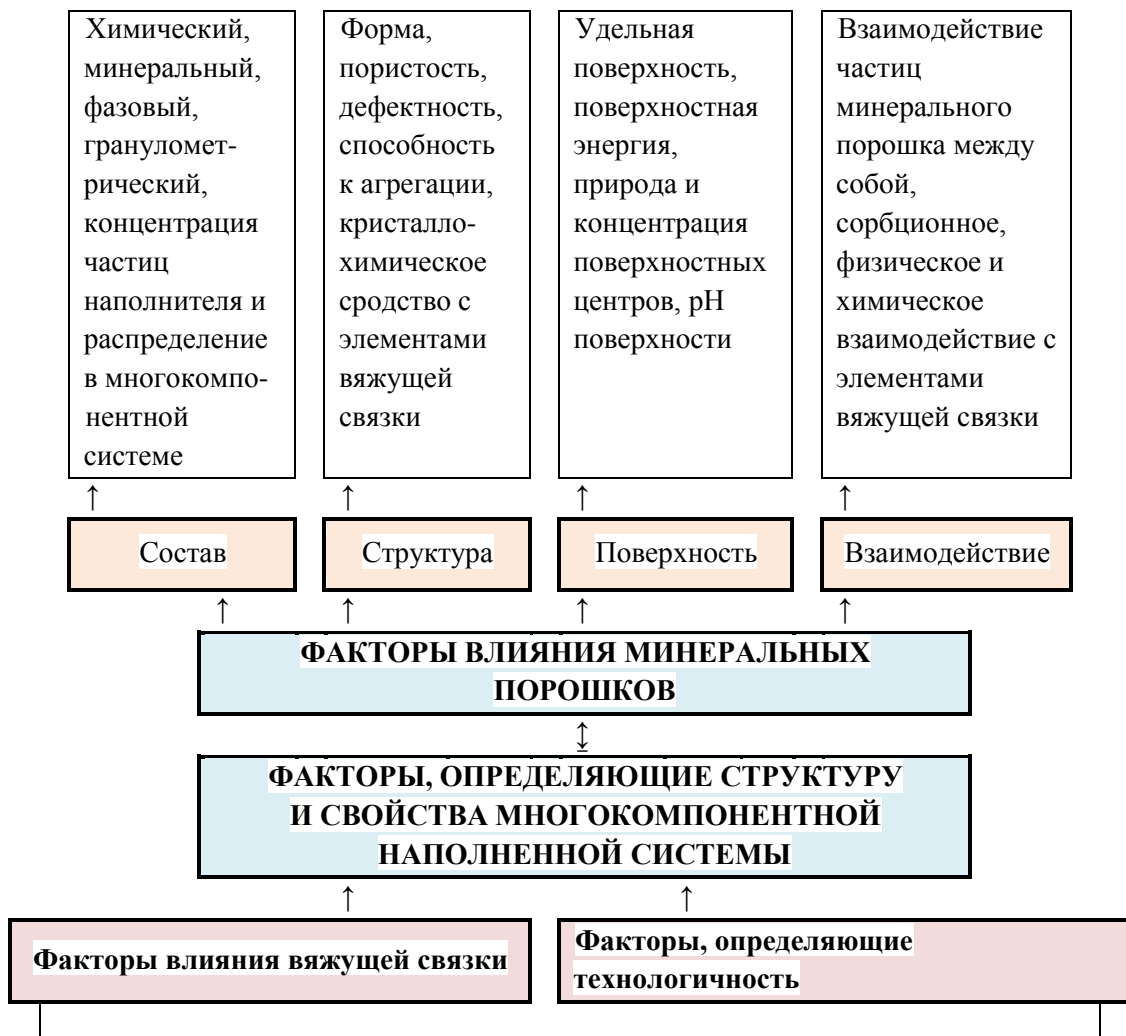 Химический,
минеральный,
фазовый,
грануломет-
рический,
концентрация
частиц
наполнителя и
распределение
в многокомпо-
нентной
системе
Форма,
пористость,
дефектность,
способность
к агрегации,
кристалло-
химическое
сродство с
элементами
вяжущей
связки
Удельная
поверхность,
поверхностная
энергия,
природа и
концентрация
поверхностных
центров, рН
поверхности
Взаимодействие
частиц
минерального
порошка между
собой,
сорбционное,
физическое и
химическое
взаимодействие с
элементами
вяжущей связки
↑ ↑ ↑ ↑
Состав
Структура
Поверхность
Взаимодействие
↑ ↑ ↑ ↑
ФАКТОРЫ ВЛИЯНИЯ МИНЕРАЛЬНЫХ
ПОРОШКОВ
↕
ФАКТОРЫ, ОПРЕДЕЛЯЮЩИЕ СТРУКТУРУ
И СВОЙСТВА МНОГОКОМПОНЕНТНОЙ
НАПОЛНЕННОЙ СИСТЕМЫ
↑ ↑
Факторы влияния вяжущей связки
Факторы, определяющие
технологичность